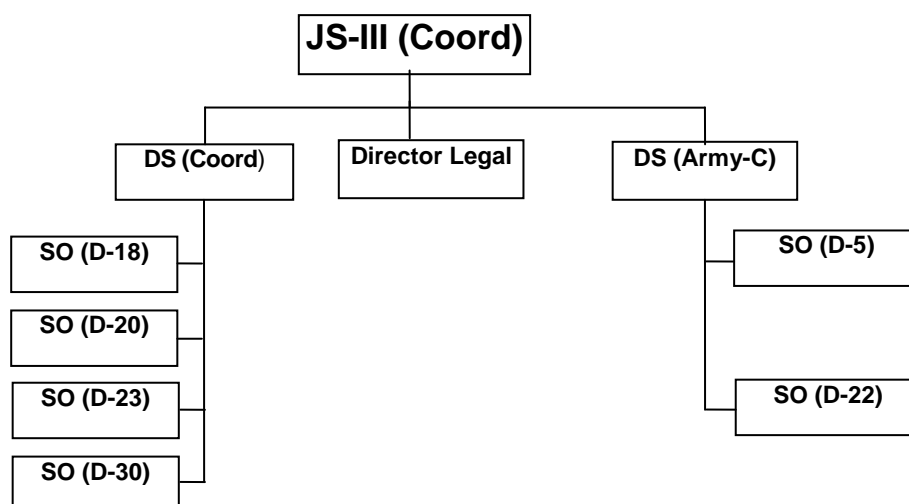 JS-III (Coord)
DS (Coord)
Director Legal
DS (Army-C)
SO (D-18)
SO (D-20)
SO (D-23)
SO (D-30)
SO (D-5)
SO (D-22)